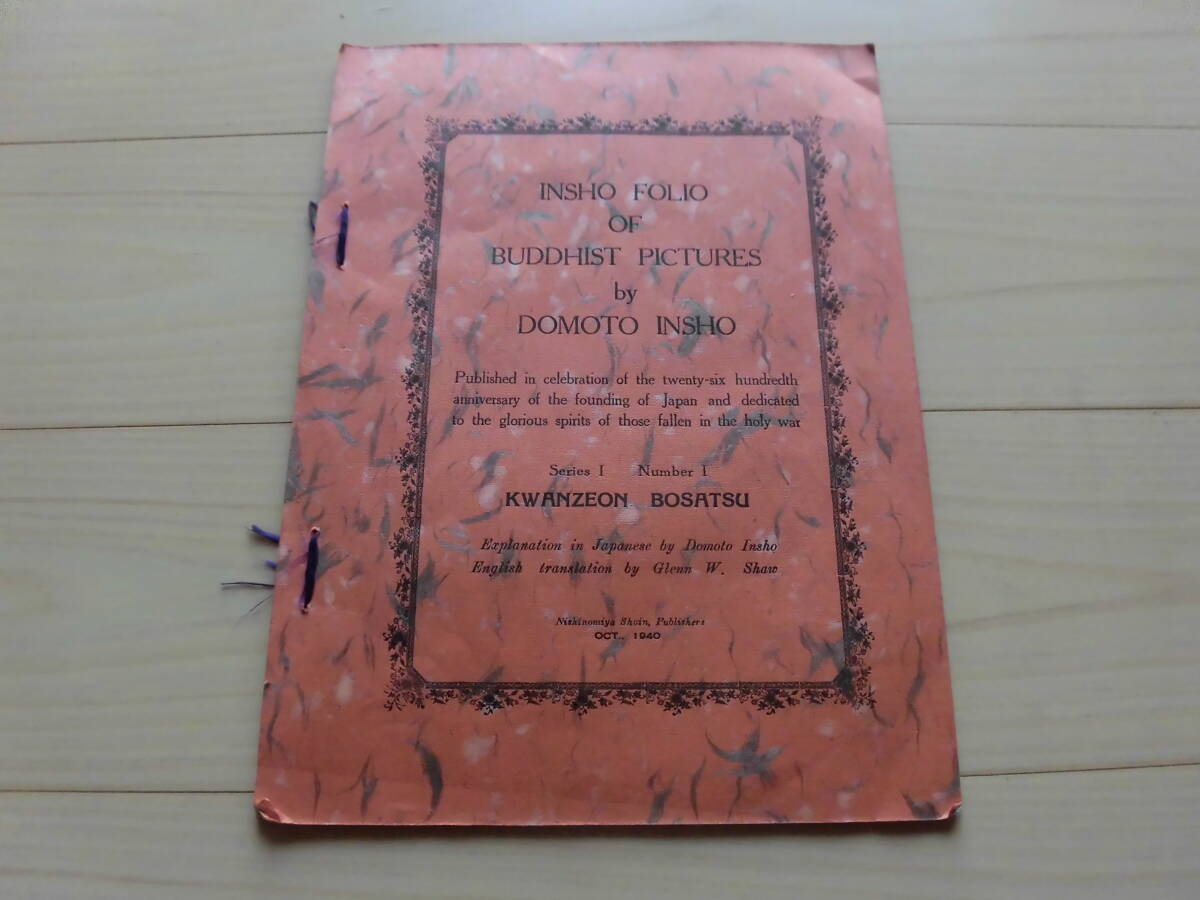 INSHO FOLIO
OF
BUDDHIST PICTURES
by
DOMOTO INSHO
Published in celebration of the twenty-six hundredth
anniversary of the founding of Japan and dedicated
to the glorious spirits of those fallen in the holy war
Series I Number I
KWANZEON BOSATSU
Explanation in Japanese by Domoto Insho
English translation by Glenn W. Shaw
Nishinomiya Shoin, Publishers
OCT., 1940